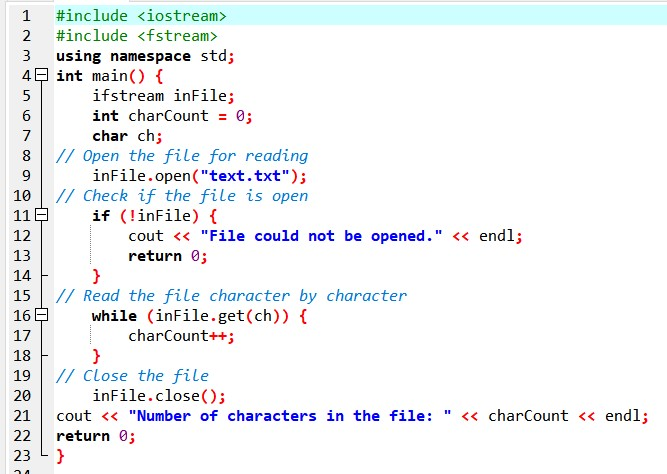 1 #include <iostream>
2 #include <fstream>
3 using namespace std;
4 int main() {
5 ifstream inFile;
6 int charCount = 0;
7 char ch;
8 // Open the file for reading
9 inFile.open("text.txt");
10 // Check if the file is open
11 if (!inFile) {
12 cout << "File could not be opened." << endl;
13 return 0;
14 }
15 // Read the file character by character
16 while (inFile.get(ch)) {
17 charCount++;
18 }
19 // Close the file
20 inFile.close();
21 cout << "Number of characters in the file: " << charCount << endl;
22 return 0;
23 }